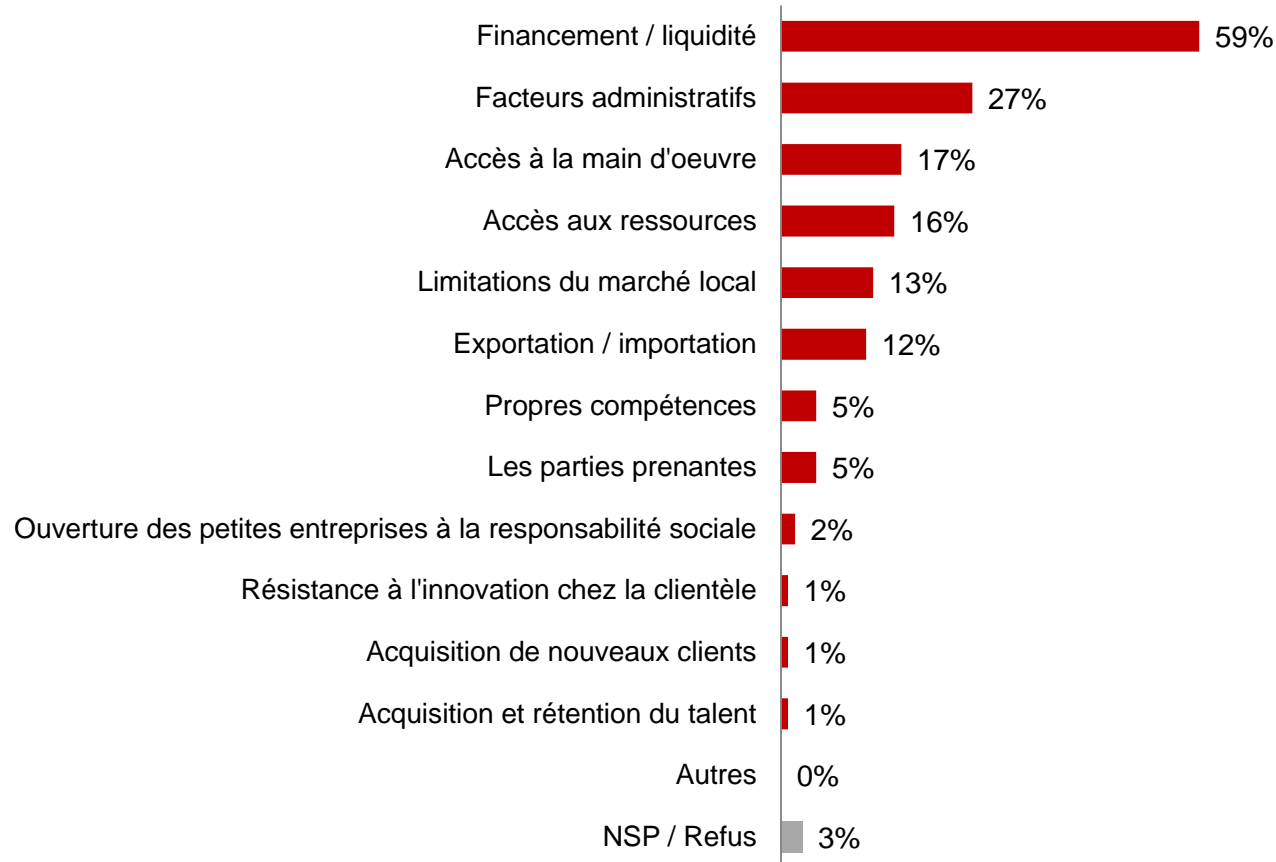 Financement / liquidité 59%
Facteurs administratifs 27%
Accès à la main d'oeuvre 17%
Accès aux ressources 16%
Limitations du marché local 13%
Exportation / importation 12%
Propres compétences 5%
Les parties prenantes 5%
Ouverture des petites entreprises à la responsabilité sociale 2%
Résistance à l'innovation chez la clientèle 1%
Acquisition de nouveaux clients 1%
Acquisition et rétention du talent 1%
Autres 0%
NSP / Refus 3%